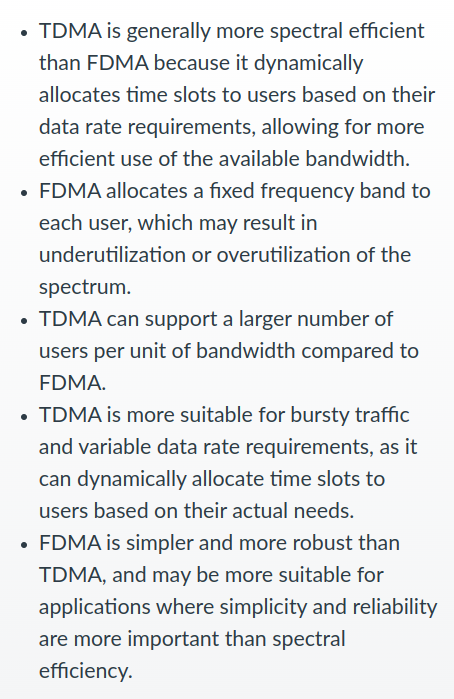 • TDMA is generally more spectral efficient
than FDMA because it dynamically
allocates time slots to users based on their
data rate requirements, allowing for more
efficient use of the available bandwidth.
• FDMA allocates a fixed frequency band to
each user, which may result in
underutilization or overutilization of the
spectrum.
• TDMA can support a larger number of
users per unit of bandwidth compared to
FDMA.
• TDMA is more suitable for bursty traffic
and variable data rate requirements, as it
can dynamically allocate time slots to
users based on their actual needs.
• FDMA is simpler and more robust than
TDMA, and may be more suitable for
applications where simplicity and reliability
are more important than spectral
efficiency.